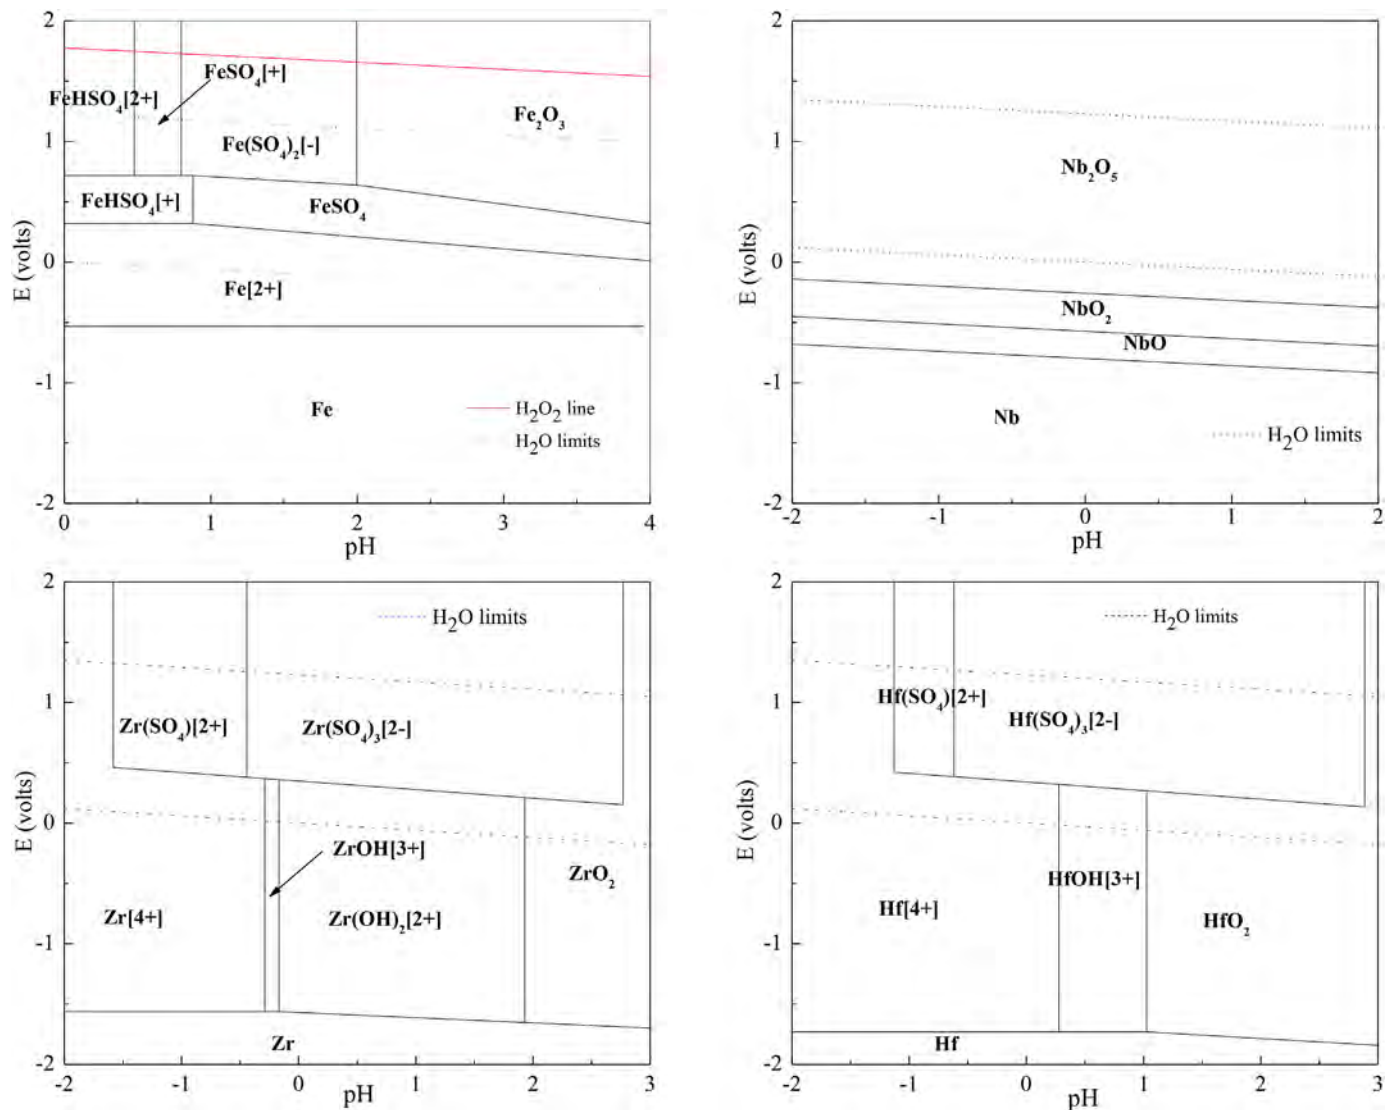 2
1
0
-1
-2
E (volts)
FeHSO4[2+]
FeSO4[+]
Fe(SO4)2[-]
Fe2O3
FeHSO4[+]
FeSO4
Fe[2+]
Fe
H2O2 line
H2O limits
0 1 2 3 4
pH
2
1
0
-1
-2
E (volts)
Nb2O5
NbO2
NbO
Nb
H2O limits
-2 -1 0 1 2
pH
2
1
0
-1
-2
E (volts)
H2O limits
Zr(SO4)[2+]
Zr(SO4)3[2-]
ZrOH[3+]
ZrO2
Zr[4+]
Zr(OH)2[2+]
Zr
-2 -1 0 1 2 3
pH
2
1
0
-1
-2
E (volts)
H2O limits
Hf(SO4)[2+]
Hf(SO4)3[2-]
HfOH[3+]
Hf[4+]
HfO2
Hf
-2 -1 0 1 2 3
pH